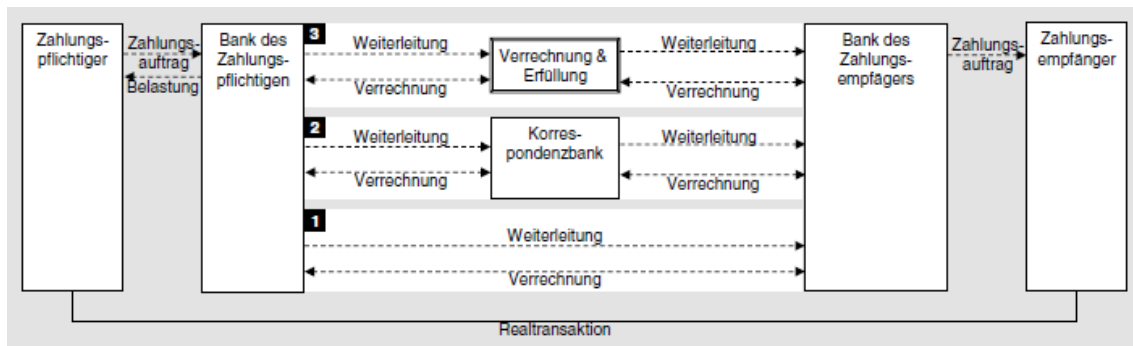 Zahlungs-
pflichtiger
Zahlungs-
auftrag
Belastung
Bank des
Zahlungs-
pflichtigen
3
Weiterleitung
Verrechnung
Verrechnung &
Erfüllung
Weiterleitung
Verrechnung
2
Weiterleitung
Verrechnung
Korres-
pondenzbank
Weiterleitung
Verrechnung
1
Weiterleitung
Verrechnung
Bank des
Zahlungs-
empfägers
Zahlungs-
auftrag
Zahlungs-
empfänger
Realtransaktion